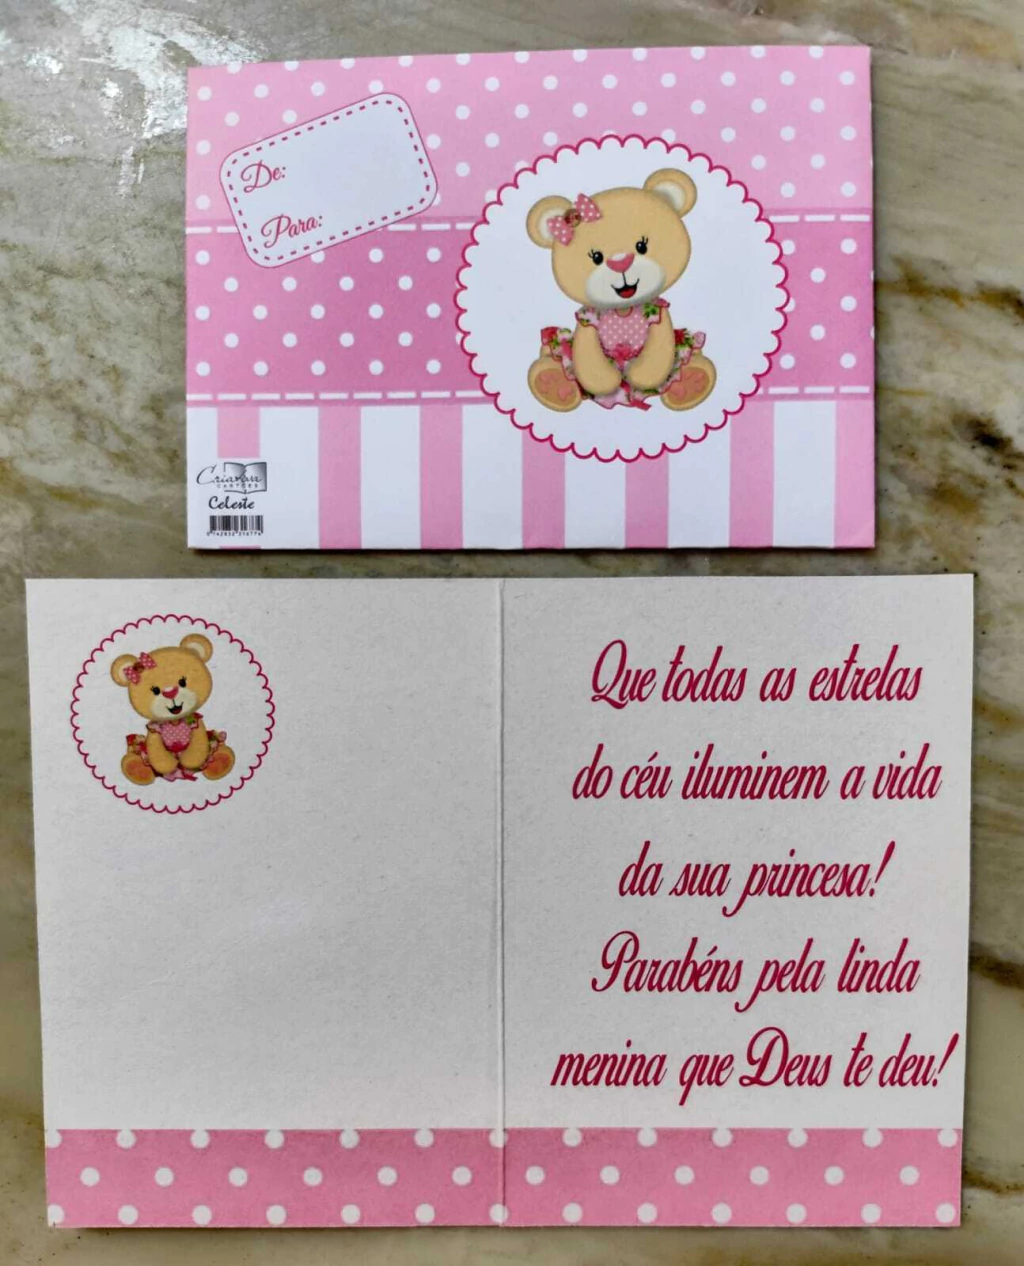 De:
Para:
CARTÕES
Celeste
Que todas as estrelas
do céu iluminem a vida
da sua princesa!
Parabéns pela linda
menina que Deus te deu!